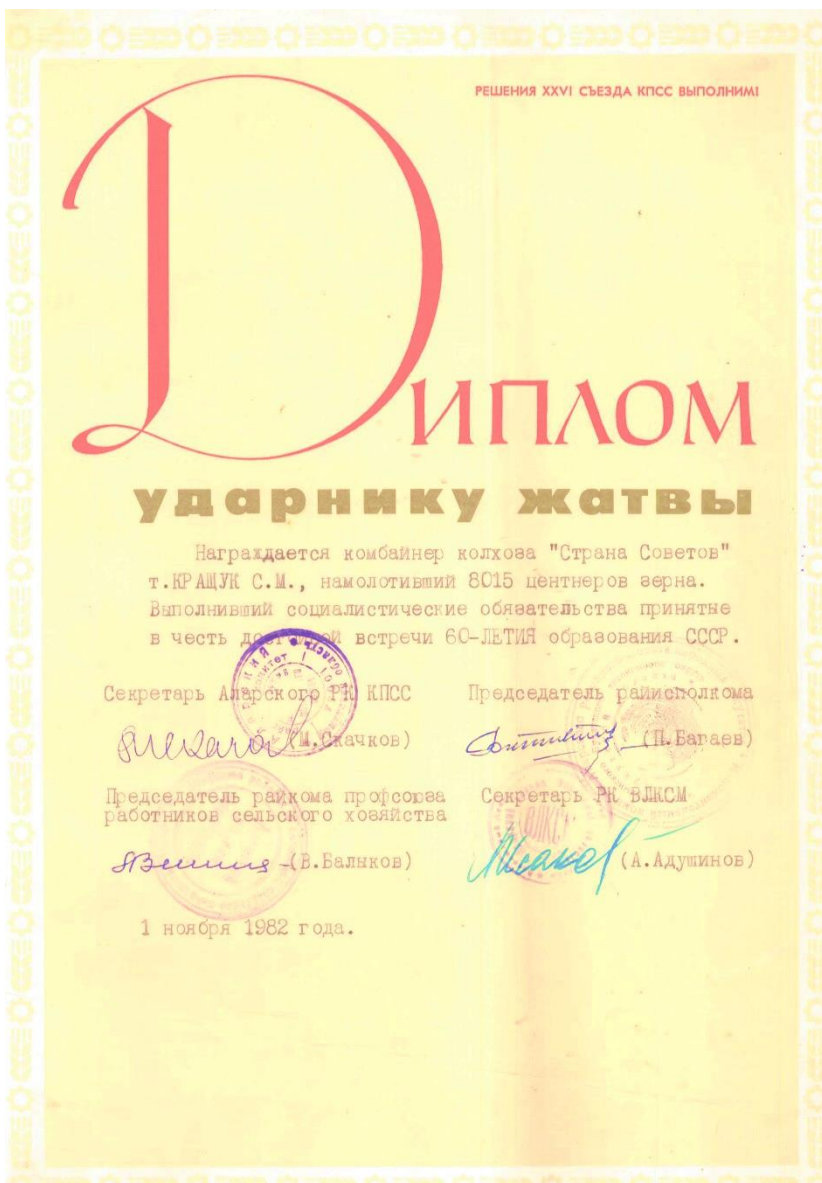 РЕШЕНИЯ XXVI СЪЕЗДА КПСС ВЫПОЛНИМ!
Диплом
ударнику жатвы
Награждается комбайнер колхоза "Страна Советов"
т.КРАЩУК С.М., намолотивший 8015 центнеров зерна.
Выполнивший социалистические обязательства принятые
в честь достойной встречи 60-ЛЕТИЯ образования СССР.
Секретарь Аларского РК КПСС
(М.Скачков)
Председатель райисполкома
(П.Багаев)
Председатель райкома профсоюза
работников сельского хозяйства
(В.Балыков)
Секретарь РК ВЛКСМ
(А.Адушинов)
1 ноября 1982 года.